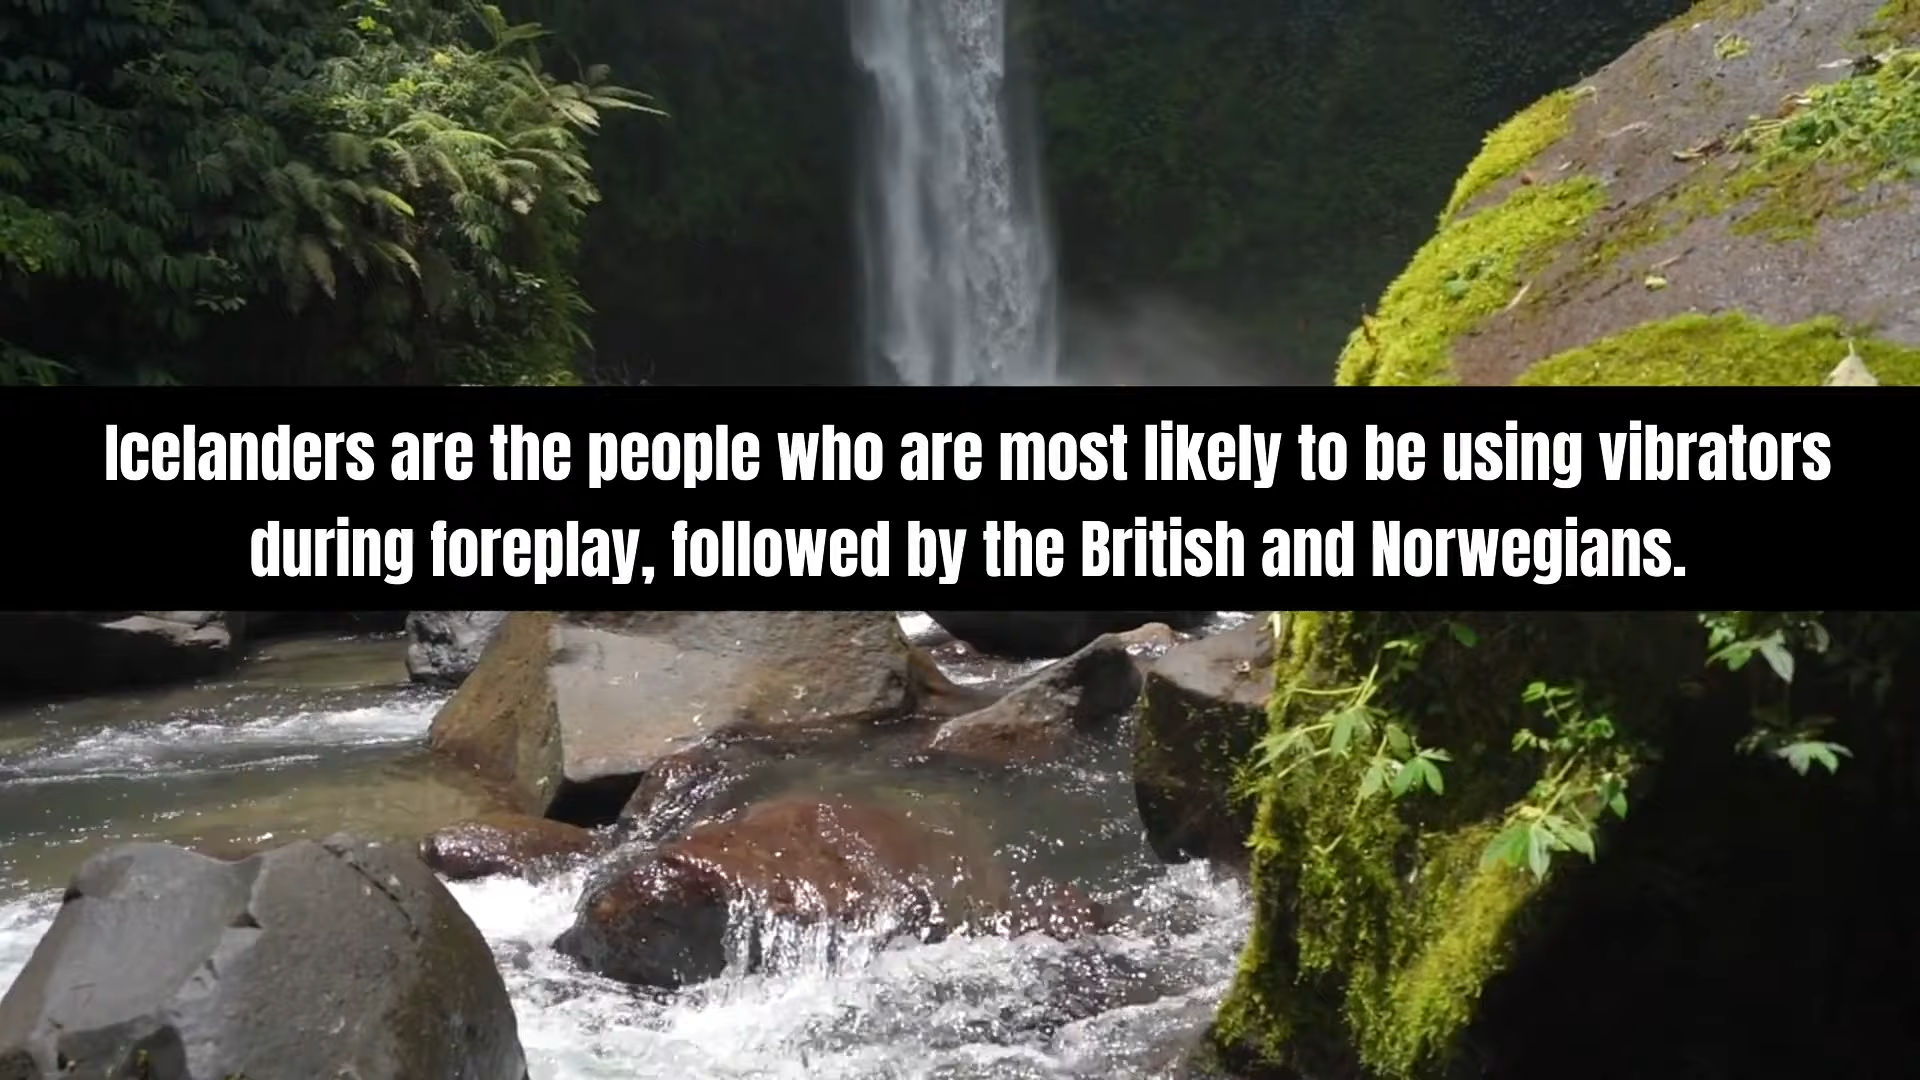 Icelanders are the people who are most likely to be using vibrators
during foreplay, followed by the British and Norwegians.